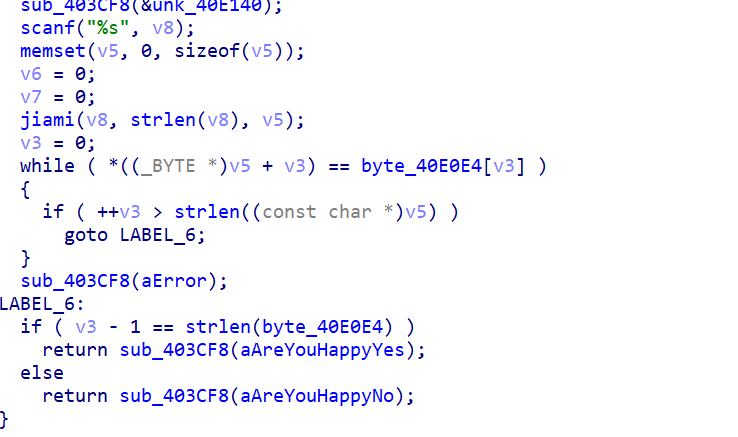 sub_403CF8(&unk_40E140);
scanf("%s", v8);
memset(v5, 0, sizeof(v5));
v6 = 0;
v7 = 0;
jiami(v8, strlen(v8), v5);
v3 = 0;
while ( *((_BYTE *)v5 + v3) == byte_40E0E4[v3] )
{
if ( ++v3 > strlen((const char *)v5) )
goto LABEL_6;
}
sub_403CF8(aError);
LABEL_6:
if ( v3 - 1 == strlen(byte_40E0E4) )
return sub_403CF8(aAreYouHappyYes);
else
return sub_403CF8(aAreYouHappyNo);
}